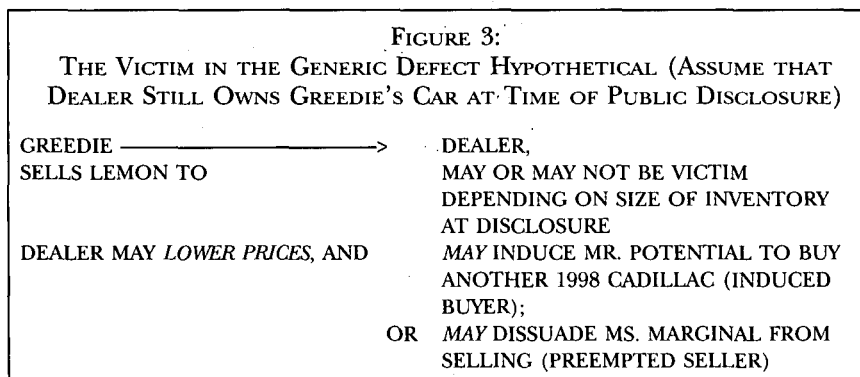 FIGURE 3:
THE VICTIM IN THE GENERIC DEFECT HYPOTHETICAL (ASSUME THAT
DEALER STILL OWNS GREEDIE'S CAR AT TIME OF PUBLIC DISCLOSURE)
GREEDIE ————————> DEALER,
SELLS LEMON TO MAY OR MAY NOT BE VICTIM
DEPENDING ON SIZE OF INVENTORY
AT DISCLOSURE
DEALER MAY LOWER PRICES, AND MAY INDUCE MR. POTENTIAL TO BUY
ANOTHER 1998 CADILLAC (INDUCED
BUYER);
OR MAY DISSUADE MS. MARGINAL FROM
SELLING (PREEMPTED SELLER)